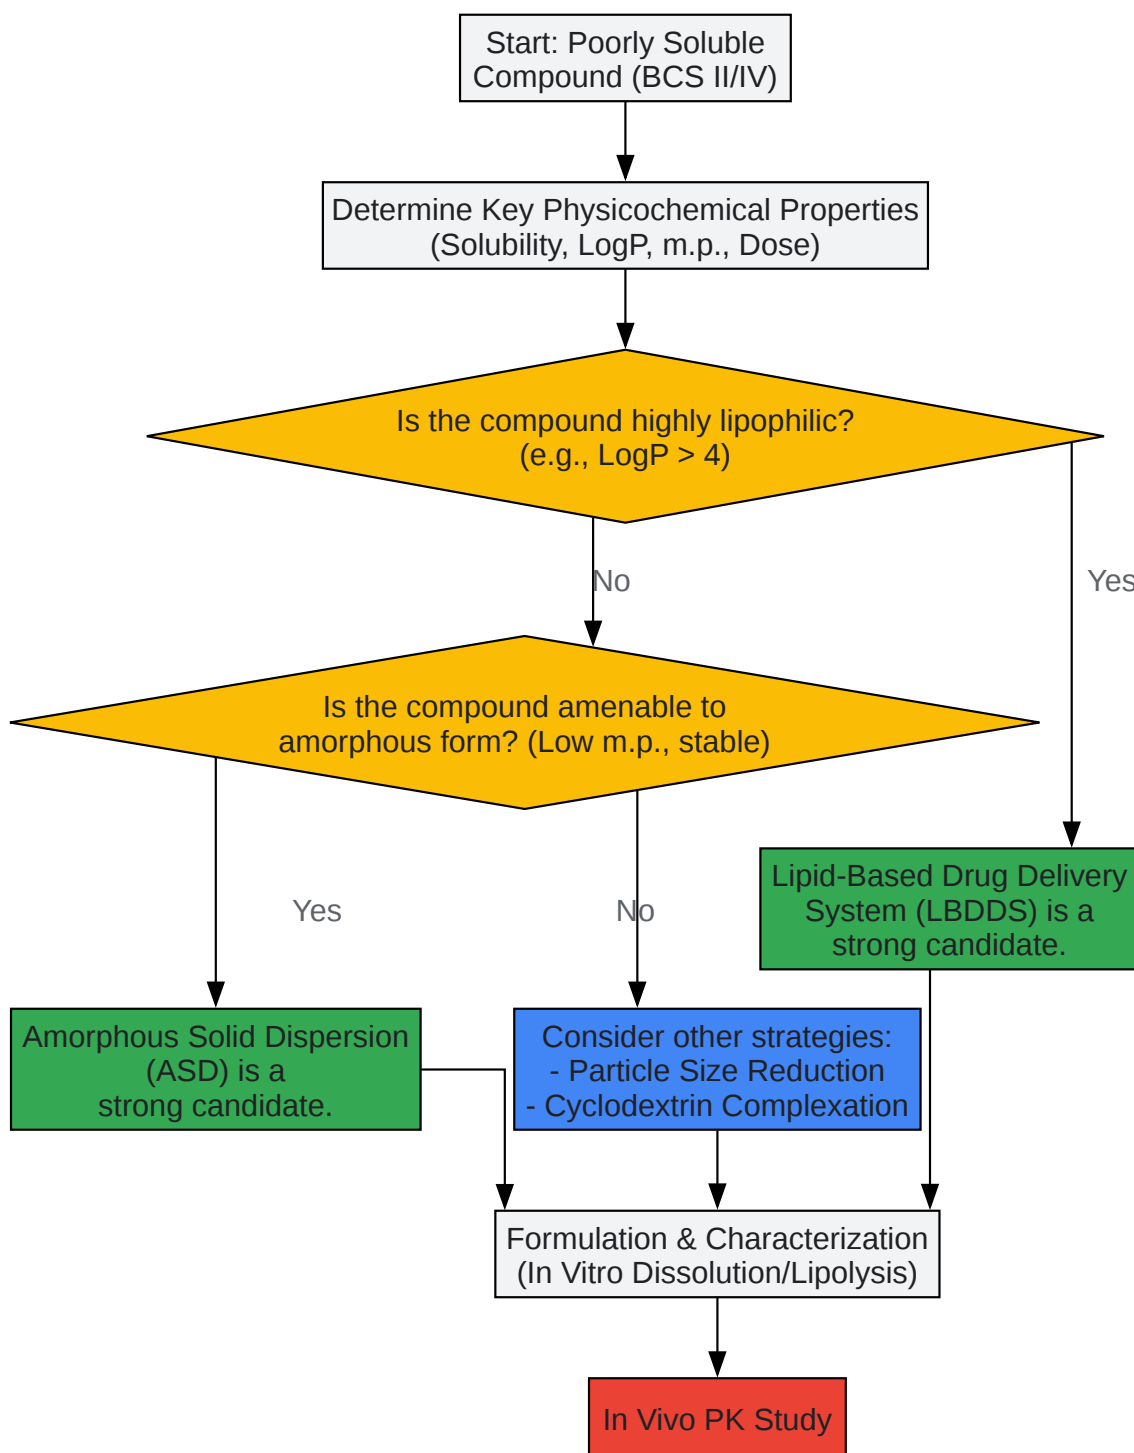 Start: Poorly Soluble
Compound (BCS II/IV)
Determine Key Physicochemical Properties
(Solubility, LogP, m.p., Dose)
Is the compound highly lipophilic?
(e.g., LogP > 4)
No
Yes
Is the compound amenable to
amorphous form? (Low m.p., stable)
Yes
No
Lipid-Based Drug Delivery
System (LBDDS) is a
strong candidate.
Amorphous Solid Dispersion
(ASD) is a
strong candidate.
Consider other strategies:
- Particle Size Reduction
- Cyclodextrin Complexation
Formulation & Characterization
(In Vitro Dissolution/Lipolysis)
In Vivo PK Study